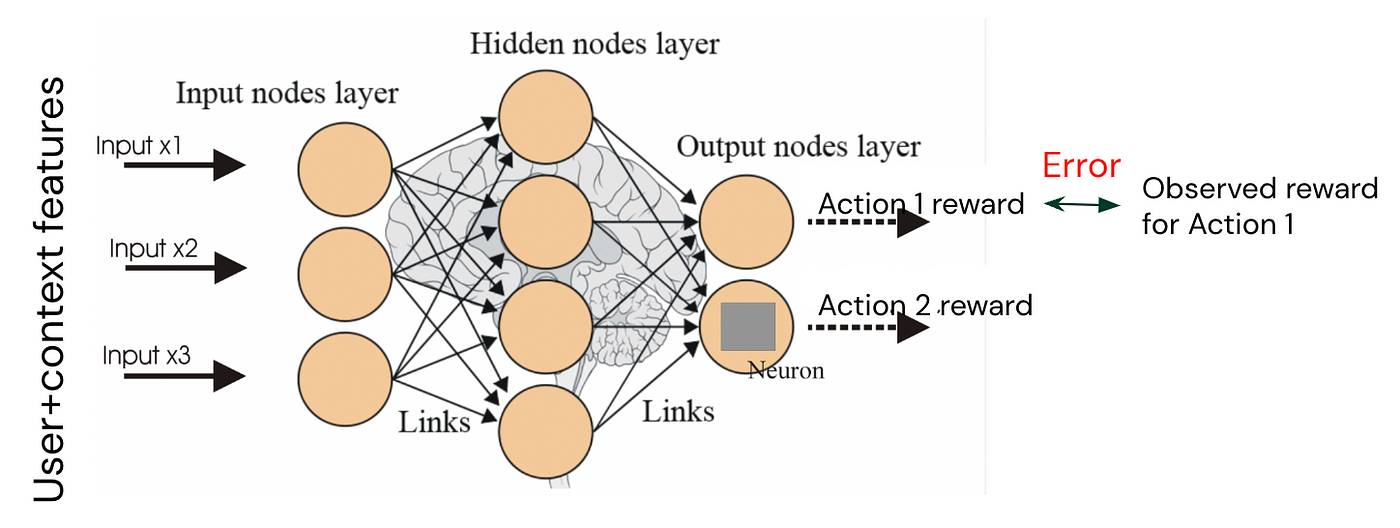 User+context features
Hidden nodes layer
Input nodes layer
Output nodes layer
Input x1
Input x2
Input x3
Links
Links
Neuron
Action 1 reward
Action 2 reward
Error
Observed reward
for Action 1